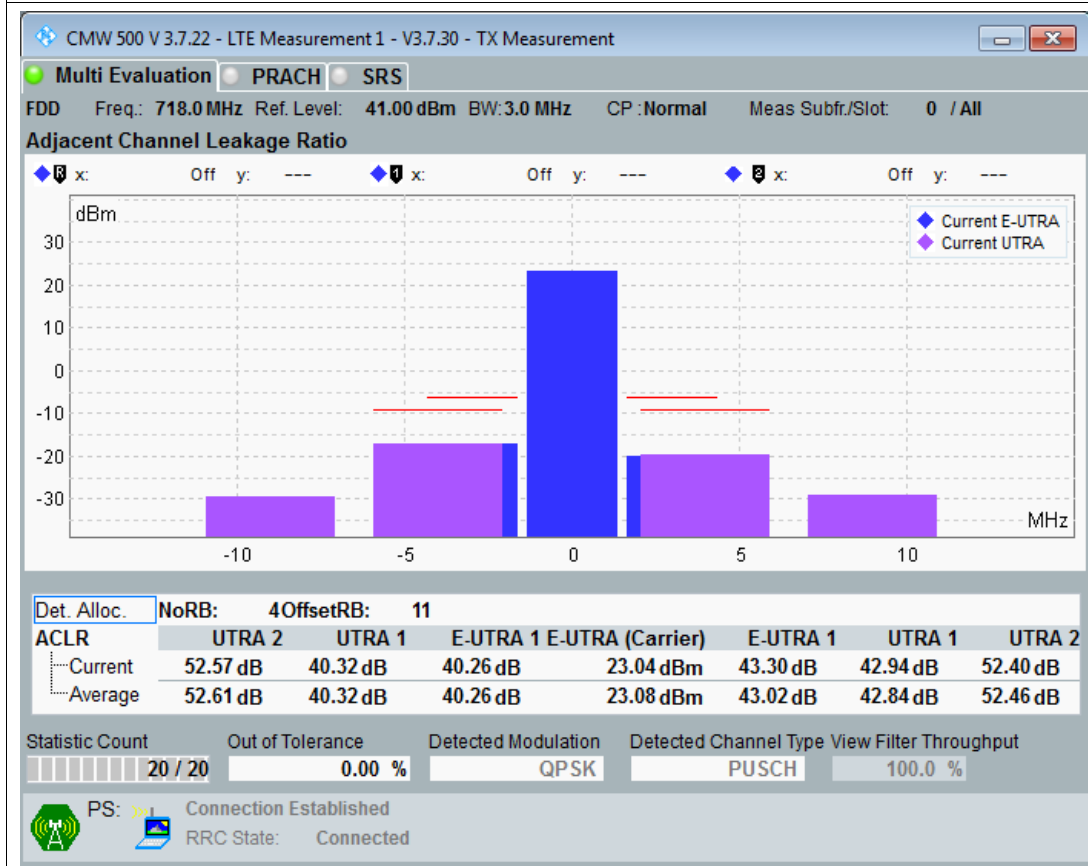 CMW 500 V 3.7.22 - LTE Measurement 1 - V3.7.30 - TX Measurement
Multi Evaluation PRACH SRS
FDD Freq.: 718.0 MHz Ref. Level: 41.00 dBm BW: 3.0 MHz CP : Normal Meas Subfr./Slot: 0 / All
Adjacent Channel Leakage Ratio
R x: Off y: --- 1 x: Off y: --- 2 x: Off y: ---
dBm
Current E-UTRA
Current UTRA
30
20
10
0
-10
-20
-30
MHz
-10 -5 0 5 10
Det. Alloc. NoRB: 4 OffsetRB: 11
ACLR UTRA 2 UTRA 1 E-UTRA 1 E-UTRA (Carrier) E-UTRA 1 UTRA 1 UTRA 2
Current 52.57 dB 40.32 dB 40.26 dB 23.04 dBm 43.30 dB 42.94 dB 52.40 dB
Average 52.61 dB 40.32 dB 40.26 dB 23.08 dBm 43.02 dB 42.84 dB 52.46 dB
Statistic Count Out of Tolerance Detected Modulation Detected Channel Type View Filter Throughput
20 / 20 0.00 % QPSK PUSCH 100.0 %
PS: Connection Established
RRC State: Connected